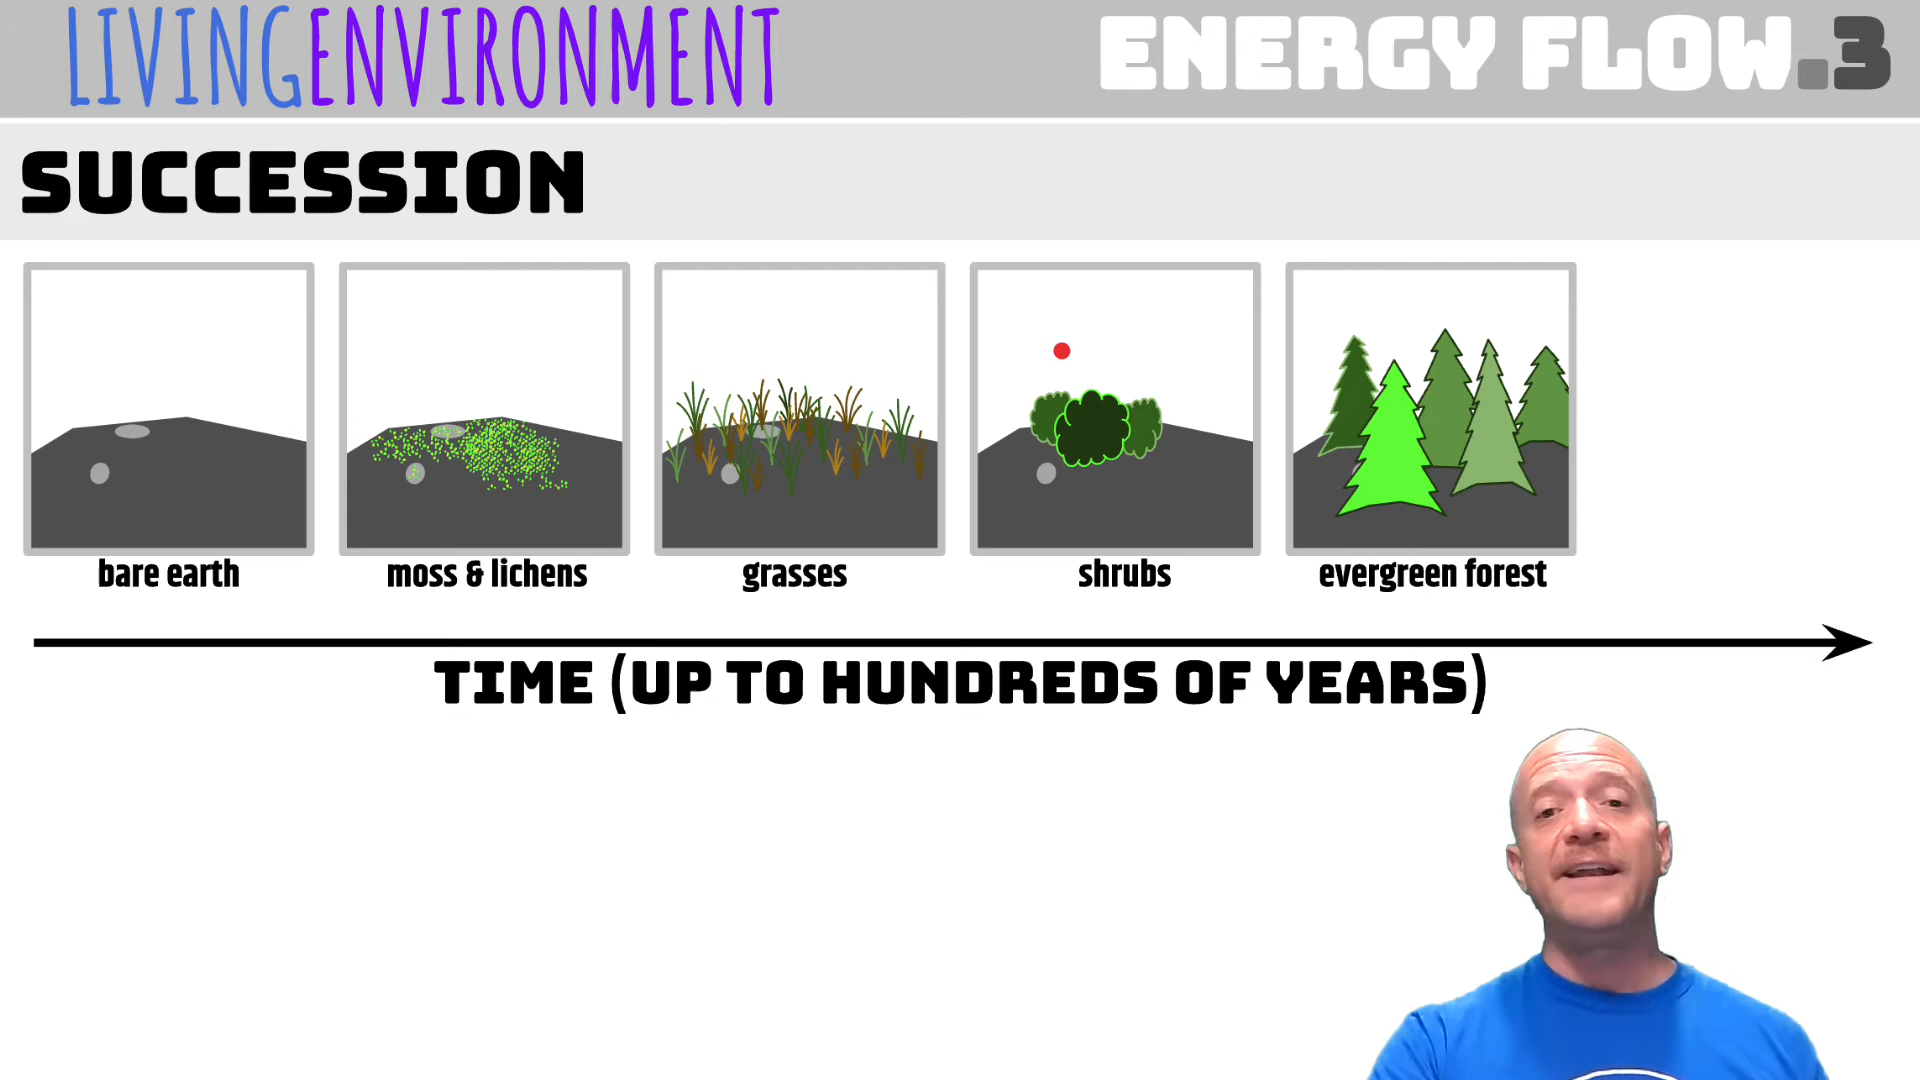 LIVINGENVIRONMENT
ENERGY FLOW.3
SUCCESSION
bare earth
moss & lichens
grasses
shrubs
evergreen forest
TIME (UP TO HUNDREDS OF YEARS)